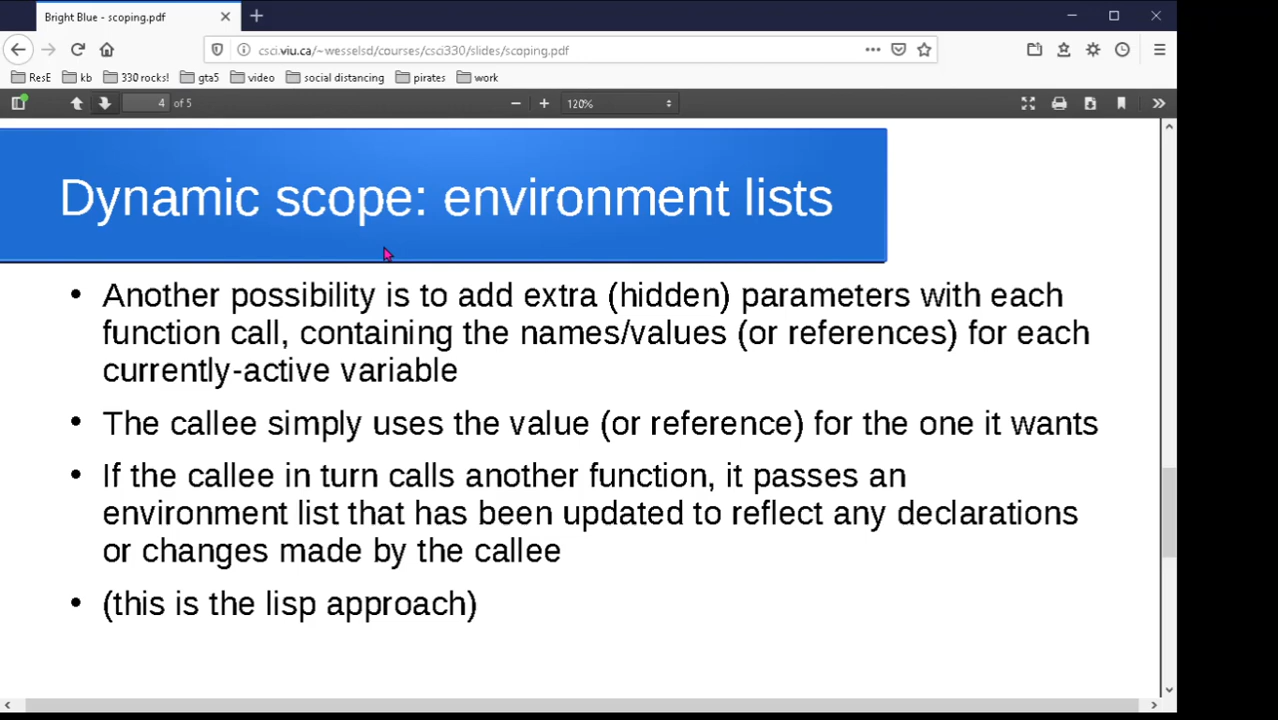 Bright Blue - scoping.pdf
csci.viu.ca/~wesselsd/courses/csci330/slides/scoping.pdf
ResE kb 330 rocks! gta5 video social distancing pirates work
4 of 5 120%
Dynamic scope: environment lists
• Another possibility is to add extra (hidden) parameters with each
function call, containing the names/values (or references) for each
currently-active variable
• The callee simply uses the value (or reference) for the one it wants
• If the callee in turn calls another function, it passes an
environment list that has been updated to reflect any declarations
or changes made by the callee
• (this is the lisp approach)